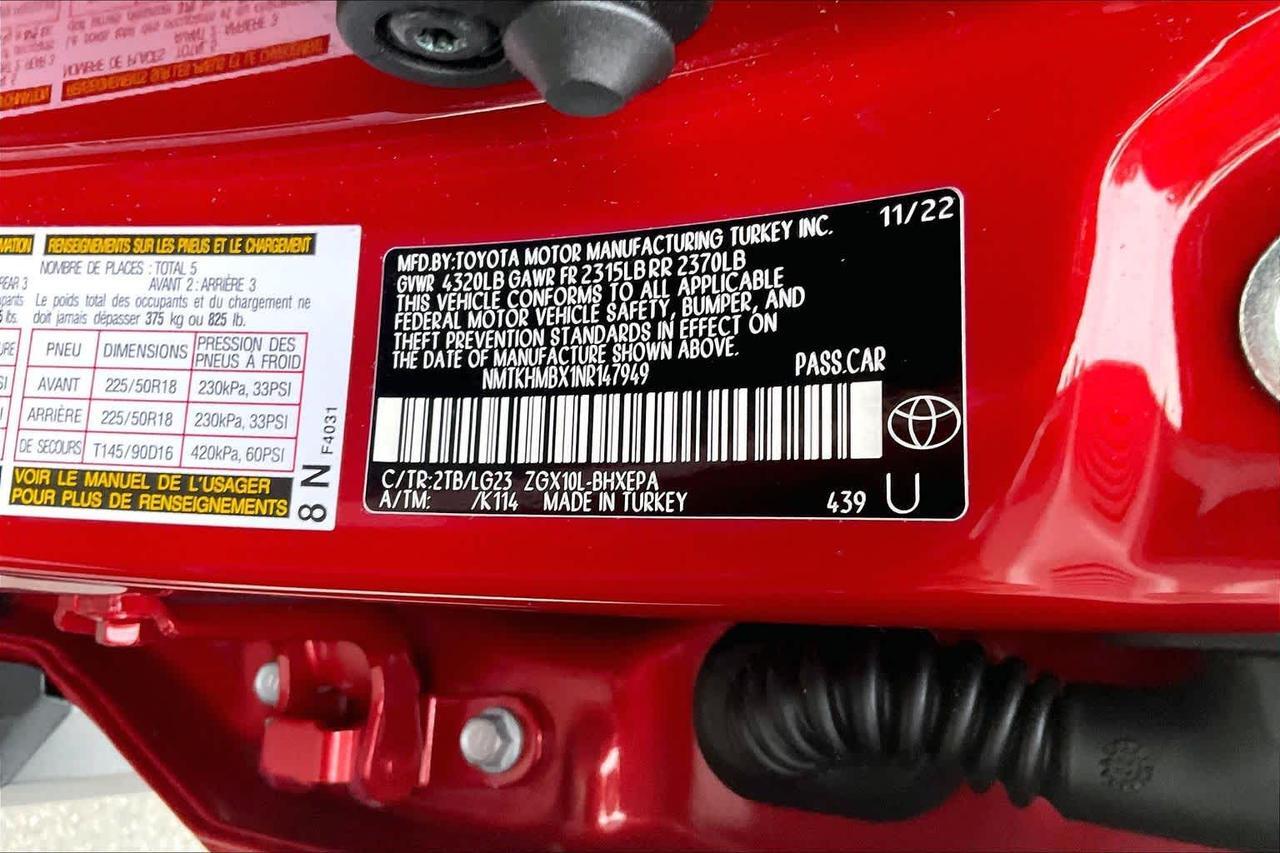 MATION
RENSEIGNEMENTS SUR LES PNEUS ET LE CHARGEMENT
NOMBRE DE PLACES : TOTAL 5
REAR 3
AVANT 2 : ARRIÈRE 3
Le poids total des occupants et du chargement ne
lbs. doit jamais dépasser 375 kg ou 825 lb.
PNEU DIMENSIONS PRESSION DES PNEUS À FROID
AVANT 225/50R18 230kPa, 33PSI
ARRIÈRE 225/50R18 230kPa, 33PSI
DE SECOURS T145/90D16 420kPa, 60PSI
VOIR LE MANUEL DE L'USAGER
POUR PLUS DE RENSEIGNEMENTS
F4031
8 N
11/22
MFD.BY:TOYOTA MOTOR MANUFACTURING TURKEY INC.
GVWR 4320LB GAWR FR 2315LB RR 2370LB
THIS VEHICLE CONFORMS TO ALL APPLICABLE
FEDERAL MOTOR VEHICLE SAFETY, BUMPER, AND
THEFT PREVENTION STANDARDS IN EFFECT ON
THE DATE OF MANUFACTURE SHOWN ABOVE.
PASS.CAR
NMTKHMBX1NR147949
C/TR:2TB/LG23 ZGX10L-BHXEPA
A/TM: /K114 MADE IN TURKEY
439 U